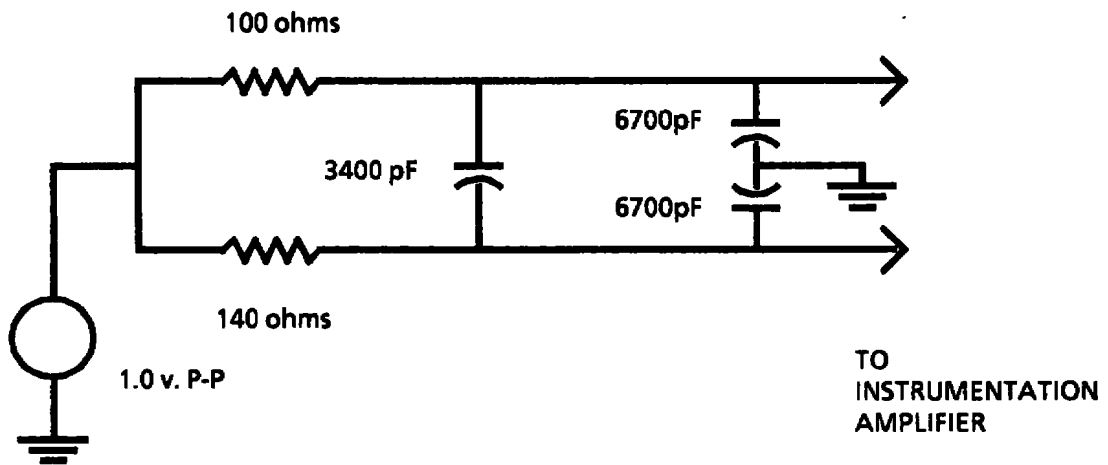 100 ohms
6700pF
3400 pF
6700pF
140 ohms
1.0 v. P-P
TO
INSTRUMENTATION
AMPLIFIER